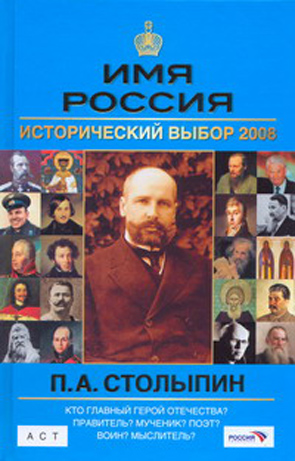 ИМЯ
РОССИЯ
ИСТОРИЧЕСКИЙ ВЫБОР 2008
П.А. СТОЛЫПИН
КТО ГЛАВНЫЙ ГЕРОЙ ОТЕЧЕСТВА?
ПРАВИТЕЛЬ? МУЧЕНИК? ПОЭТ?
ВОИН? МЫСЛИТЕЛЬ?
АСТ
РОССИЯ